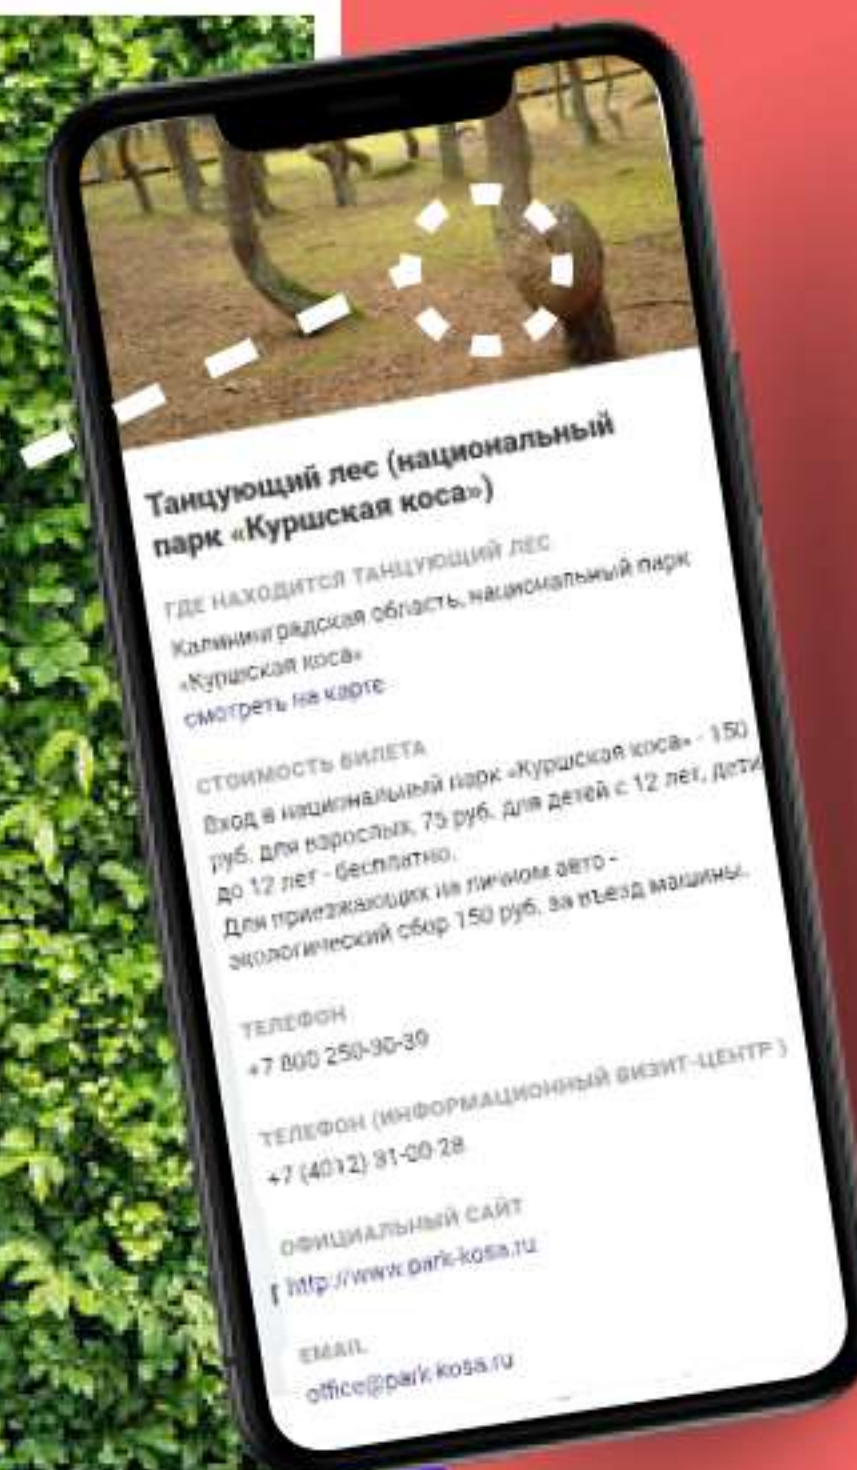 Танцующий лес (национальный
парк «Куршская коса»)
ГДЕ НАХОДИТСЯ ТАНЦУЮЩИЙ ЛЕС
Калининградская область, национальный парк
«Куршская коса»
смотреть на карте
СТОИМОСТЬ БИЛЕТА
Вход в национальный парк «Куршская коса» - 150
руб. для взрослых, 75 руб. для детей с 12 лет, дети
до 12 лет - бесплатно.
Для приезжающих на личном авто -
экологический сбор 150 руб. за въезд машины.
ТЕЛЕФОН
+7 800 250-90-39
ТЕЛЕФОН (ИНФОРМАЦИОННЫЙ ВИЗИТ-ЦЕНТР )
+7 (4012) 31-00-28
ОФИЦИАЛЬНЫЙ САЙТ
http://www.park-kosa.ru
EMAIL
office@park-kosa.ru